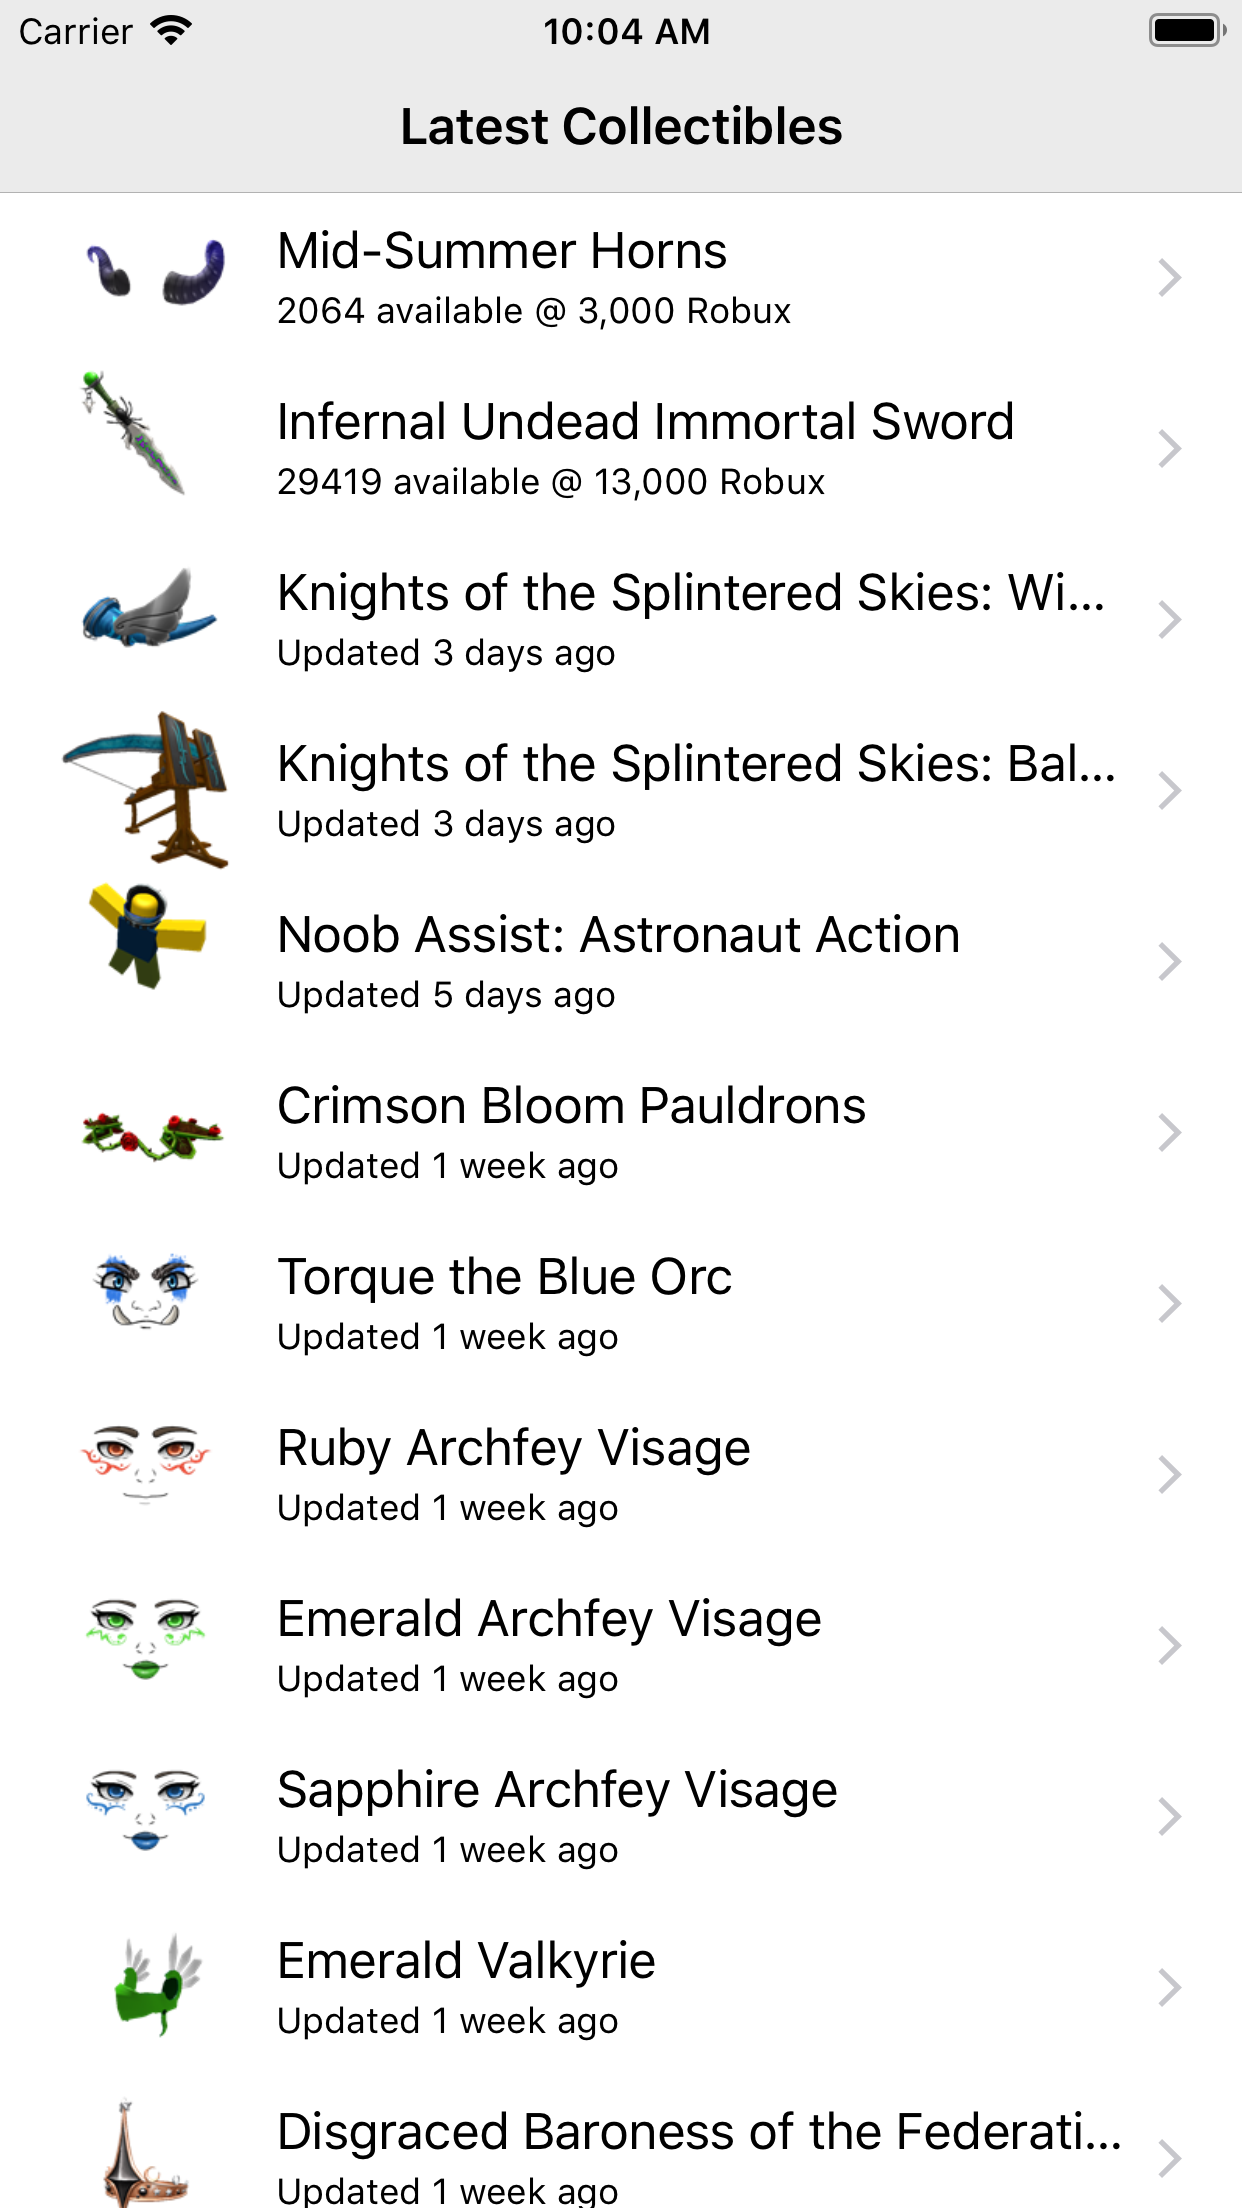 Carrier 10:04 AM
Latest Collectibles
Mid-Summer Horns
2064 available @ 3,000 Robux
Infernal Undead Immortal Sword
29419 available @ 13,000 Robux
Knights of the Splintered Skies: Wi...
Updated 3 days ago
Knights of the Splintered Skies: Bal...
Updated 3 days ago
Noob Assist: Astronaut Action
Updated 5 days ago
Crimson Bloom Pauldrons
Updated 1 week ago
Torque the Blue Orc
Updated 1 week ago
Ruby Archfey Visage
Updated 1 week ago
Emerald Archfey Visage
Updated 1 week ago
Sapphire Archfey Visage
Updated 1 week ago
Emerald Valkyrie
Updated 1 week ago
Disgraced Baroness of the Federati...
Updated 1 week ago